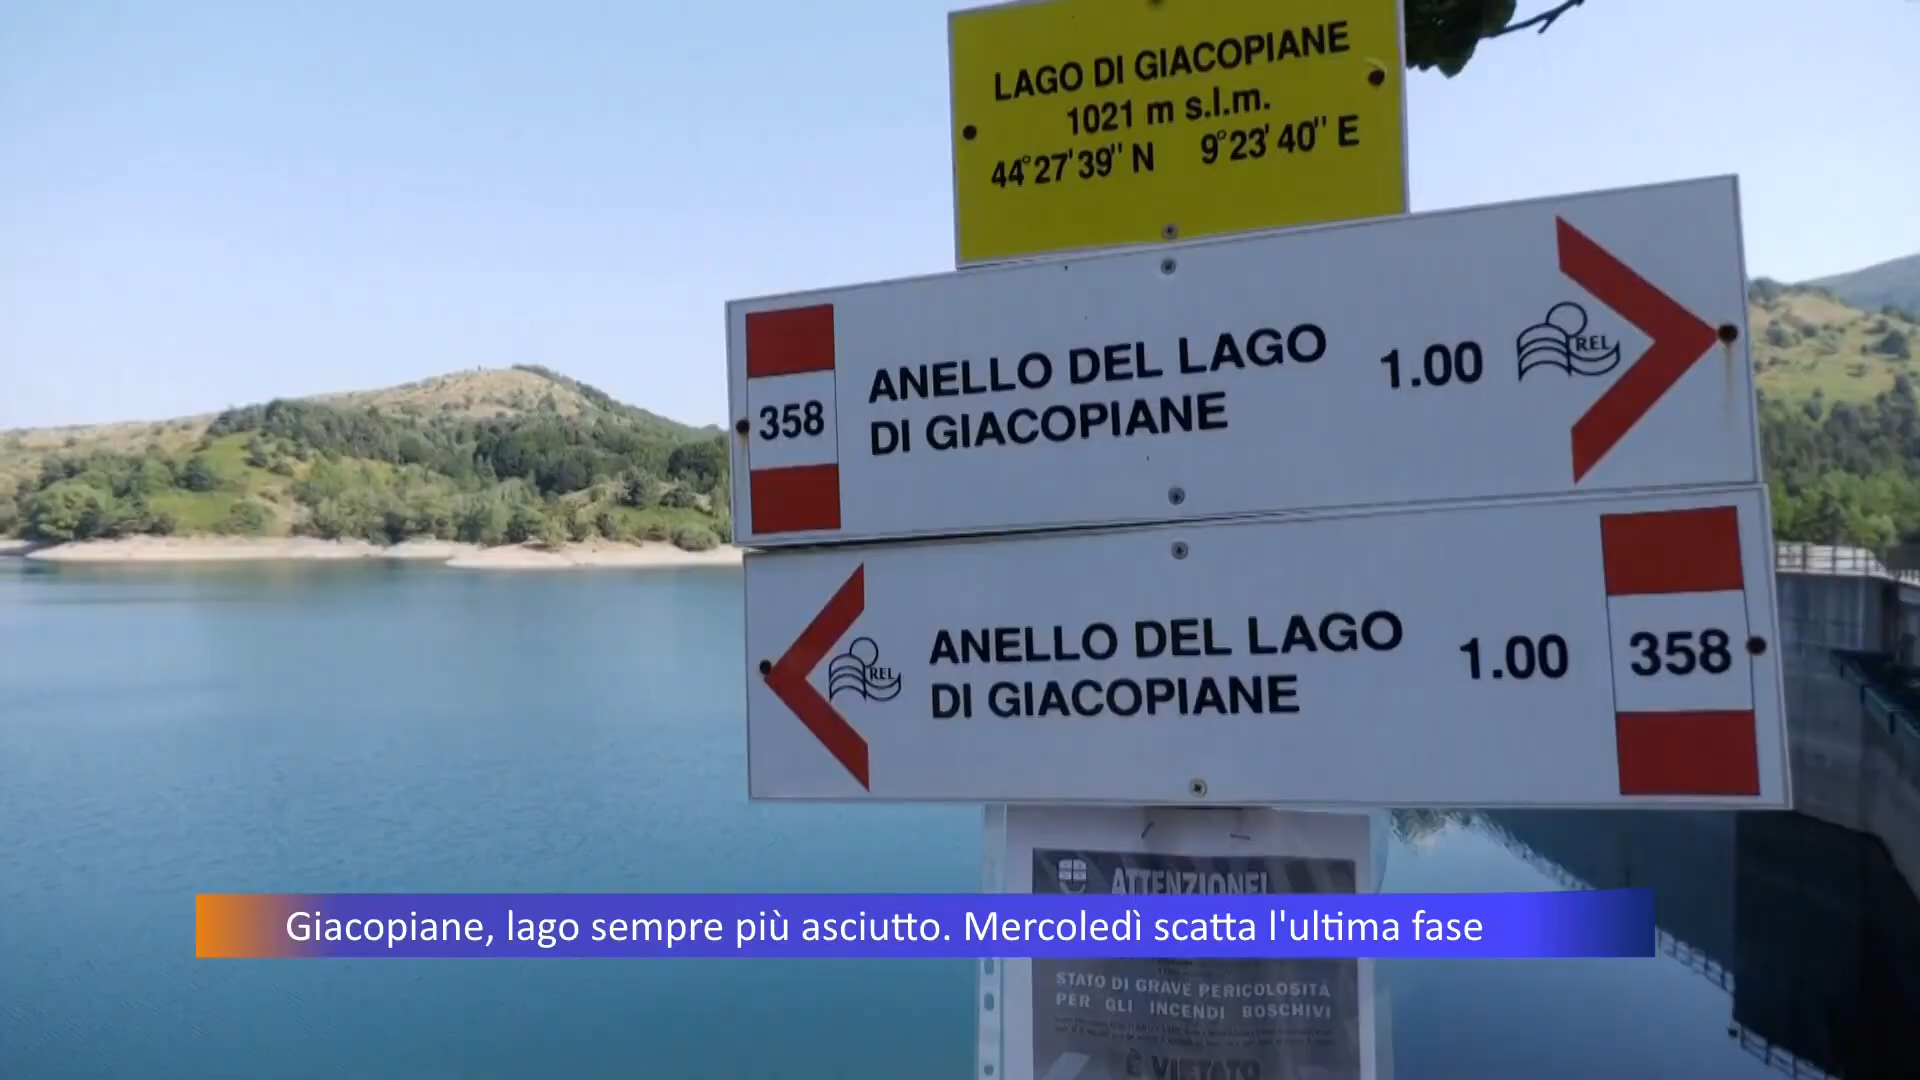 LAGO DI GIACOPIANE
1021 m s.l.m.
44°27'39" N 9°23'40" E
358
ANELLO DEL LAGO
DI GIACOPIANE
1.00
REL
REL
ANELLO DEL LAGO
DI GIACOPIANE
1.00
358
ATTENZIONE!
Giacopiane, lago sempre più asciutto. Mercoledì scatta l'ultima fase
STATO DI GRAVE PERICOLOSITÀ
PER GLI INCENDI BOSCHIVI
È VIETATO